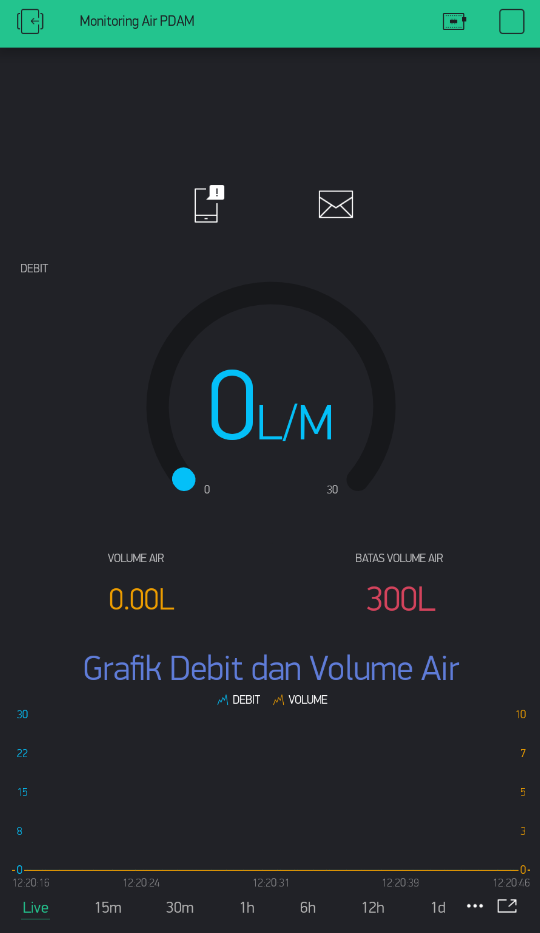 Monitoring Air PDAM
DEBIT
0L/M
0 30
VOLUME AIR BATAS VOLUME AIR
0.00L 300L
Grafik Debit dan Volume Air
DEBIT VOLUME
30 10
22 7
15 5
8 3
0 0
12:20:16 12:20:24 12:20:31 12:20:39 12:20:46
Live 15m 30m 1h 6h 12h 1d